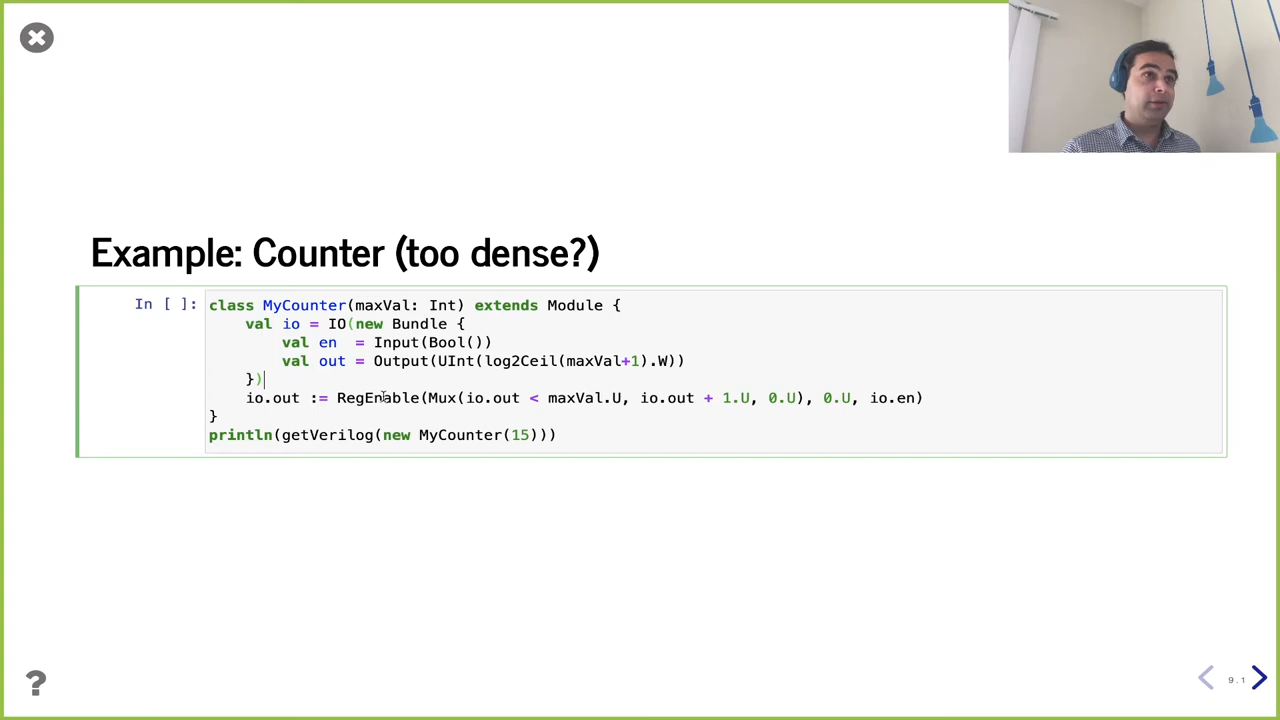 Example: Counter (too dense?)
In [ ]:
class MyCounter(maxVal: Int) extends Module {
    val io = IO(new Bundle {
        val en  = Input(Bool())
        val out = Output(UInt(log2Ceil(maxVal+1).W))
    })
    io.out := RegEnable(Mux(io.out < maxVal.U, io.out + 1.U, 0.U), 0.U, io.en)
}
println(getVerilog(new MyCounter(15)))
?
9.1